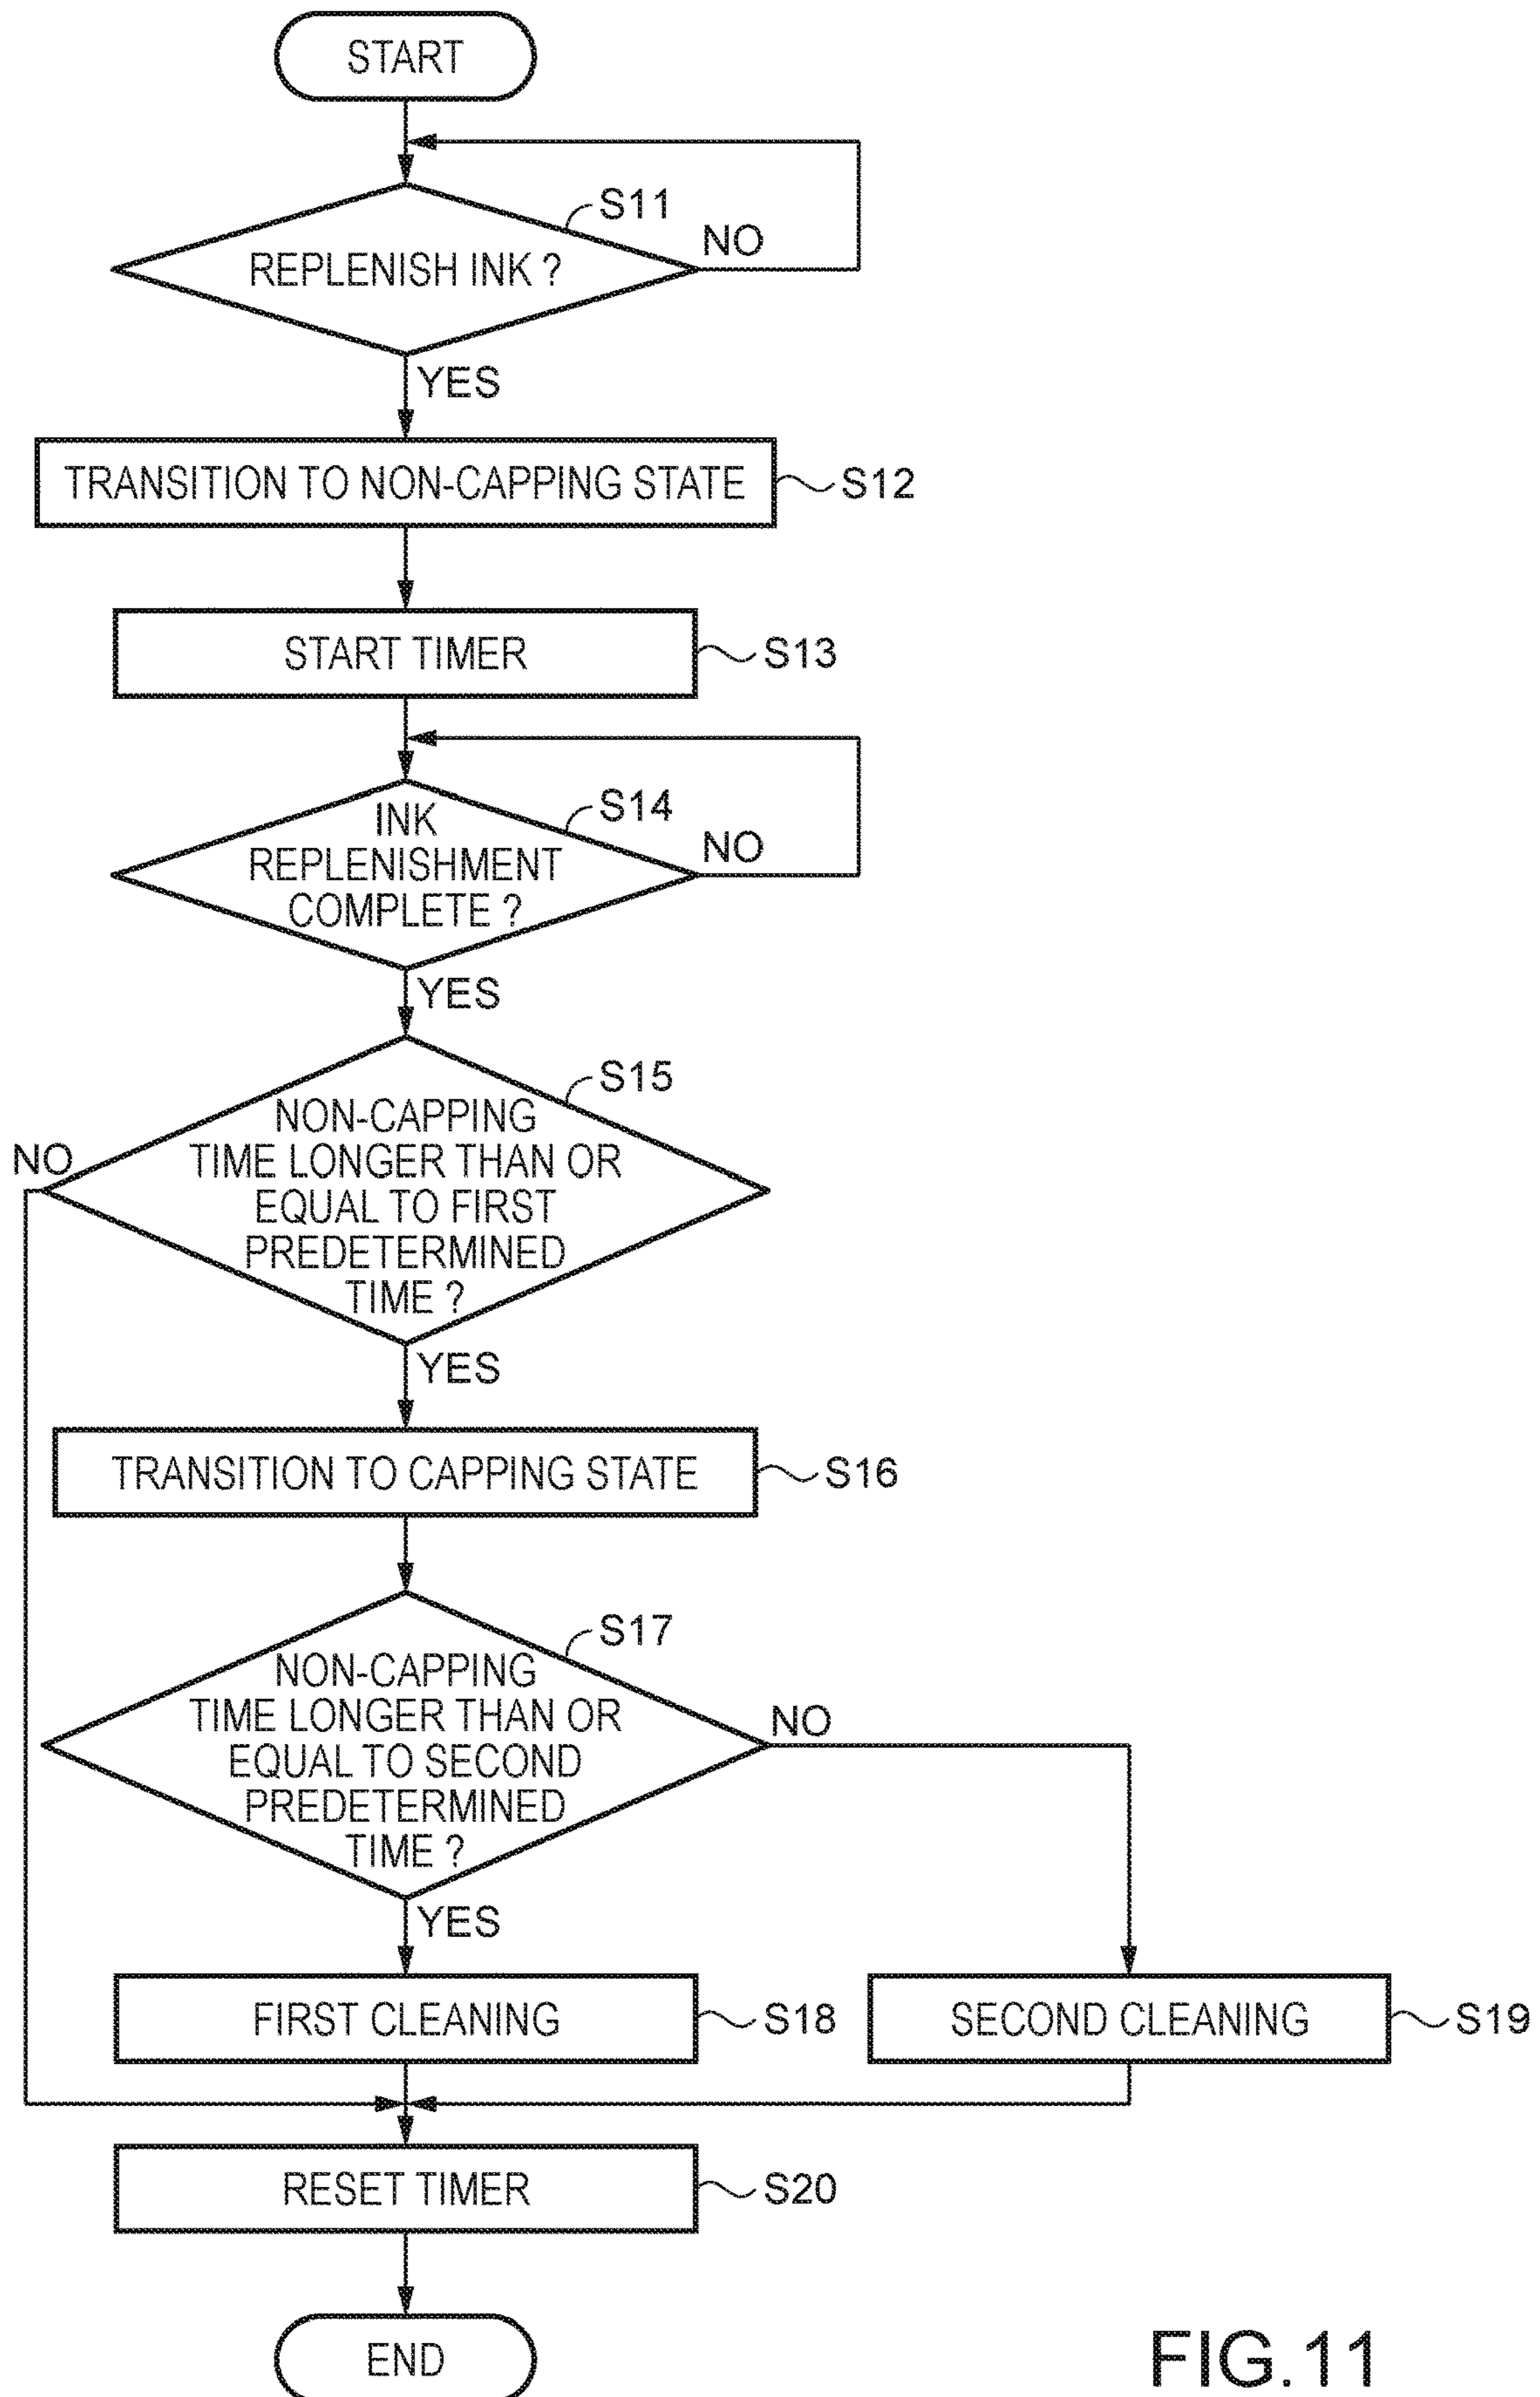 START
S11
REPLENISH INK ?
NO
YES
TRANSITION TO NON-CAPPING STATE
S12
START TIMER
S13
S14
INK
REPLENISHMENT
COMPLETE ?
NO
YES
S15
NON-CAPPING
TIME LONGER THAN OR
EQUAL TO FIRST
PREDETERMINED
TIME ?
NO
YES
TRANSITION TO CAPPING STATE
S16
S17
NON-CAPPING
TIME LONGER THAN OR
EQUAL TO SECOND
PREDETERMINED
TIME ?
NO
YES
FIRST CLEANING
S18
SECOND CLEANING
S19
RESET TIMER
S20
END
FIG.11